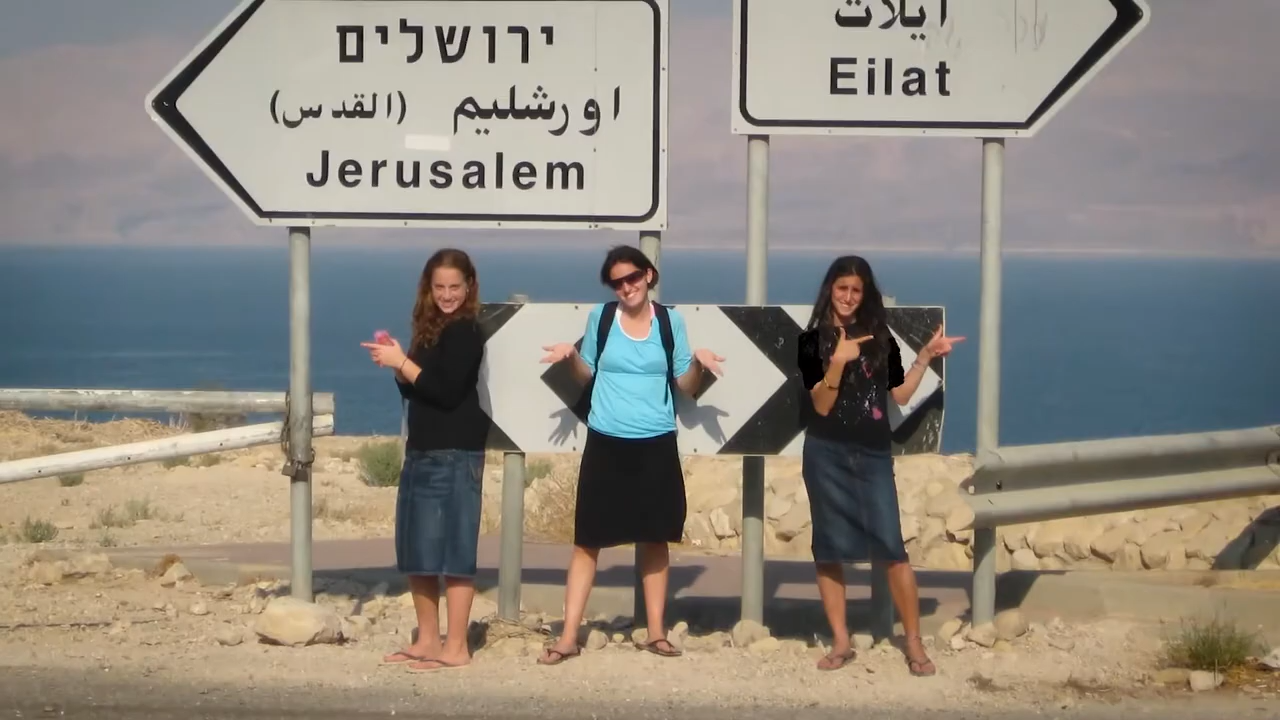 ירושלים
اورشليم (القدس)
Jerusalem
ايلات
Eilat